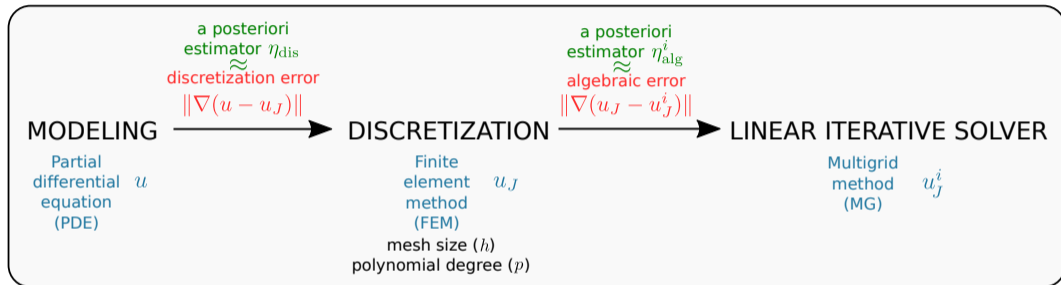 a posteriori
estimator η_dis
≈
discretization error
‖∇(u − u_J)‖
a posteriori
estimator η^i_alg
≈
algebraic error
‖∇(u_J − u^i_J)‖
MODELING
DISCRETIZATION
LINEAR ITERATIVE SOLVER
Partial
differential u
equation
(PDE)
Finite
element u_J
method
(FEM)
mesh size (h)
polynomial degree (p)
Multigrid
method u^i_J
(MG)